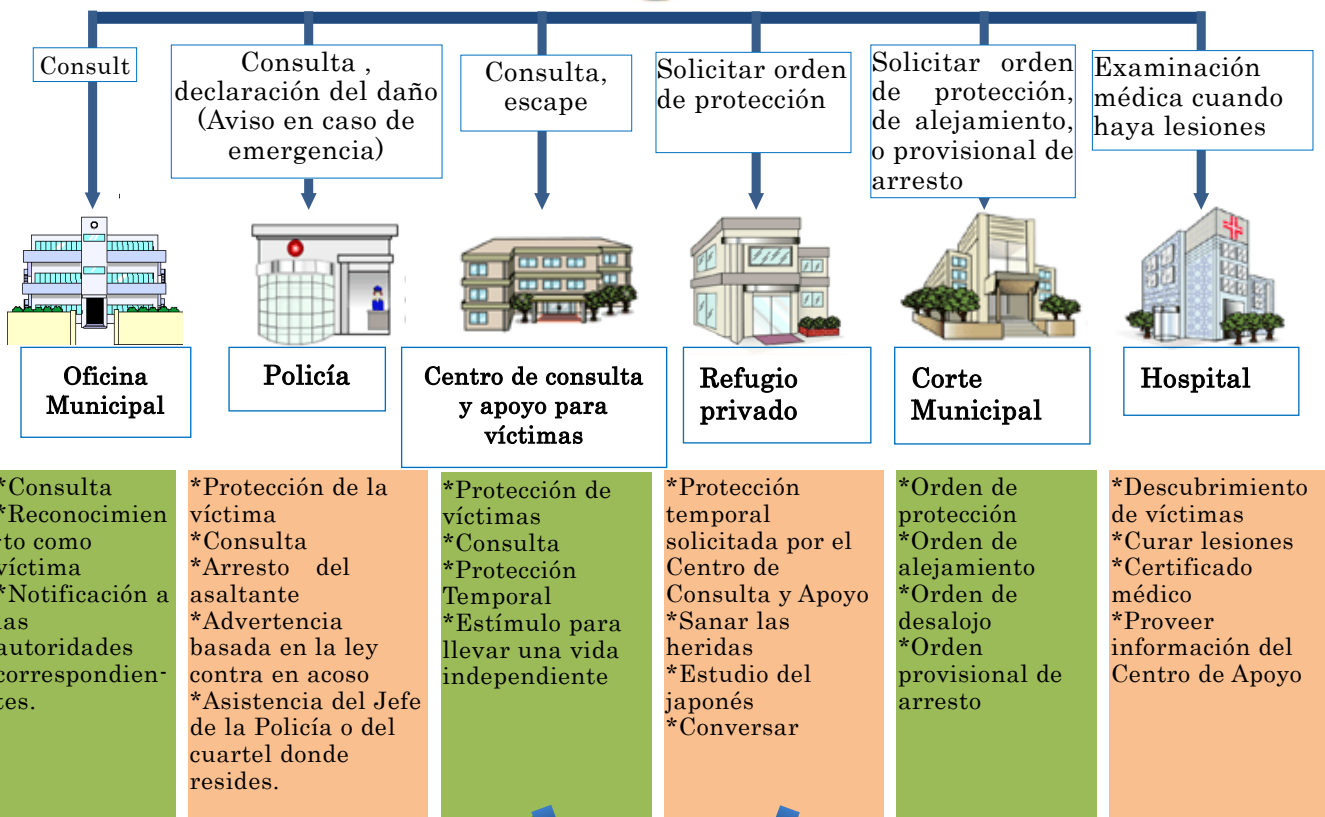 Consult
Consulta ,
declaración del daño
(Aviso en caso de
emergencia)
Consulta,
escape
Solicitar orden
de protección
Solicitar orden
de protección,
de alejamiento,
o provisional de
arresto
Examinación
médica cuando
haya lesiones
Oficina
Municipal
Policía
Centro de consulta
y apoyo para
víctimas
Refugio
privado
Corte
Municipal
Hospital
*Consulta
*Reconocimien
to como
víctima
*Notificación a
las
autoridades
correspondien-
tes.
*Protección de la
víctima
*Consulta
*Arresto del
asaltante
*Advertencia
basada en la ley
contra en acoso
*Asistencia del Jefe
de la Policía o del
cuartel donde
resides.
*Protección de
víctimas
*Consulta
*Protección
Temporal
*Estímulo para
llevar una vida
independiente
*Protección
temporal
solicitada por el
Centro de
Consulta y Apoyo
*Sanar las
heridas
*Estudio del
japonés
*Conversar
*Orden de
protección
*Orden de
alejamiento
*Orden de
desalojo
*Orden
provisional de
arresto
*Descubrimiento
de víctimas
*Curar lesiones
*Certificado
médico
*Proveer
información del
Centro de Apoyo